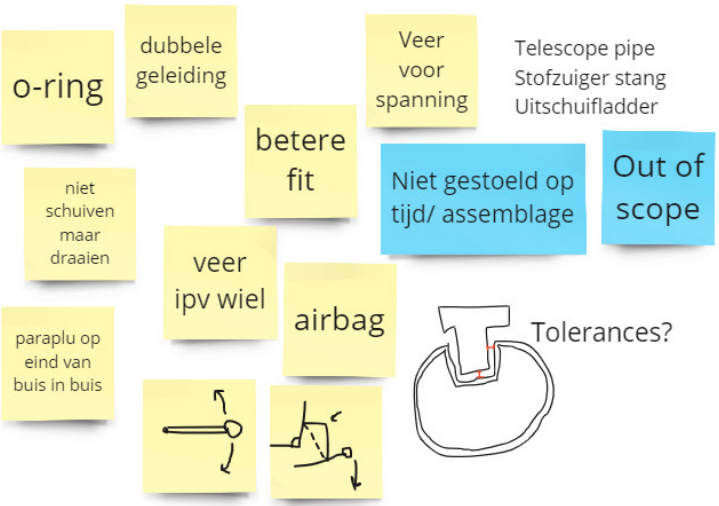 o-ring
dubbele
geleiding
Veer
voor
spanning
Telescope pipe
Stofzuiger stang
Uitschuifladder
betere
fit
Niet gestoeld op
tijd/ assemblage
Out of
scope
niet
schuiven
maar
draaien
veer
ipv wiel
airbag
paraplu op
eind van
buis in buis
Tolerances?